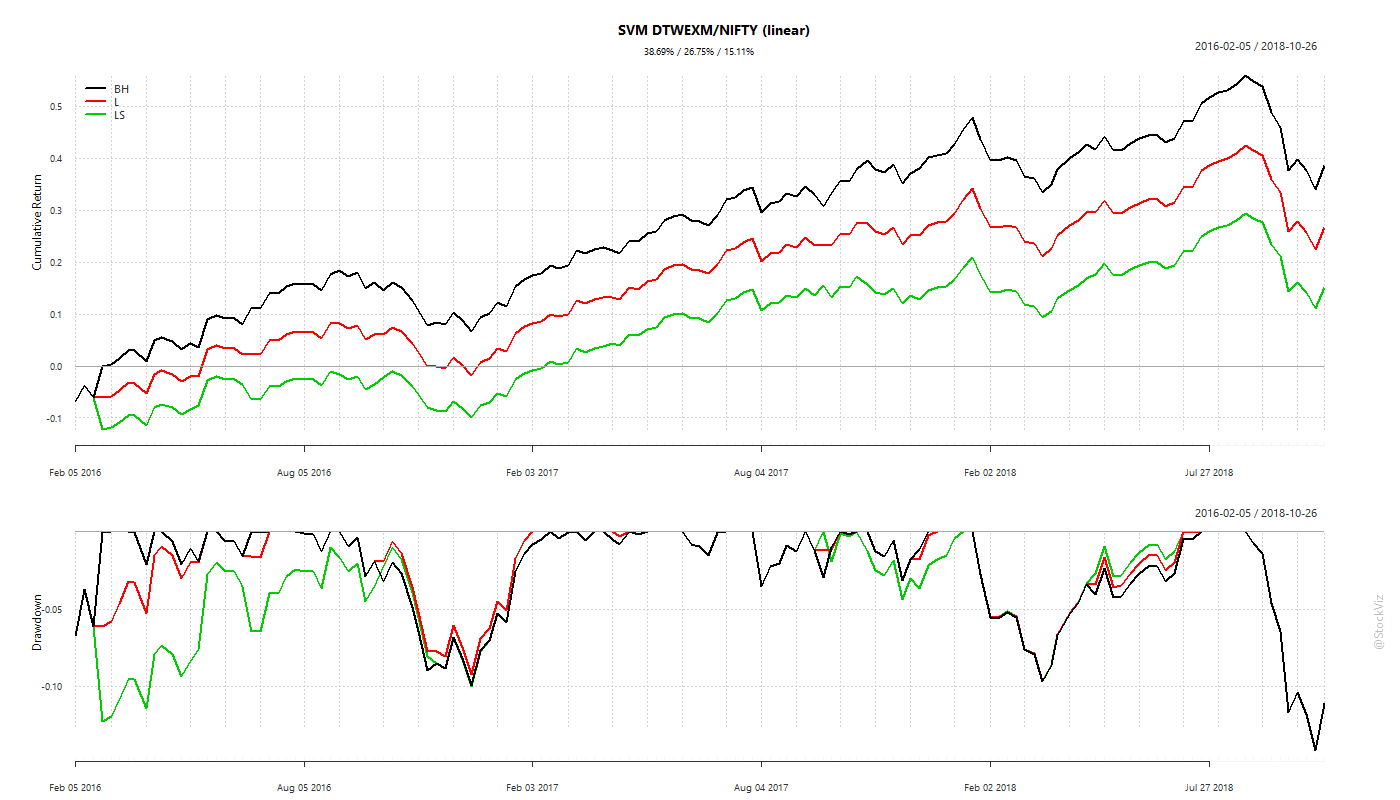 SVM DTWEXM/NIFTY (linear)
38.69% / 26.75% / 15.11%
2016-02-05 / 2018-10-26
BH
L
LS
Cumulative Return
0.5
0.4
0.3
0.2
0.1
0.0
-0.1
Feb 05 2016
Aug 05 2016
Feb 03 2017
Aug 04 2017
Feb 02 2018
Jul 27 2018
2016-02-05 / 2018-10-26
Drawdown
-0.05
-0.10
Feb 05 2016
Aug 05 2016
Feb 03 2017
Aug 04 2017
Feb 02 2018
Jul 27 2018
@StockViz